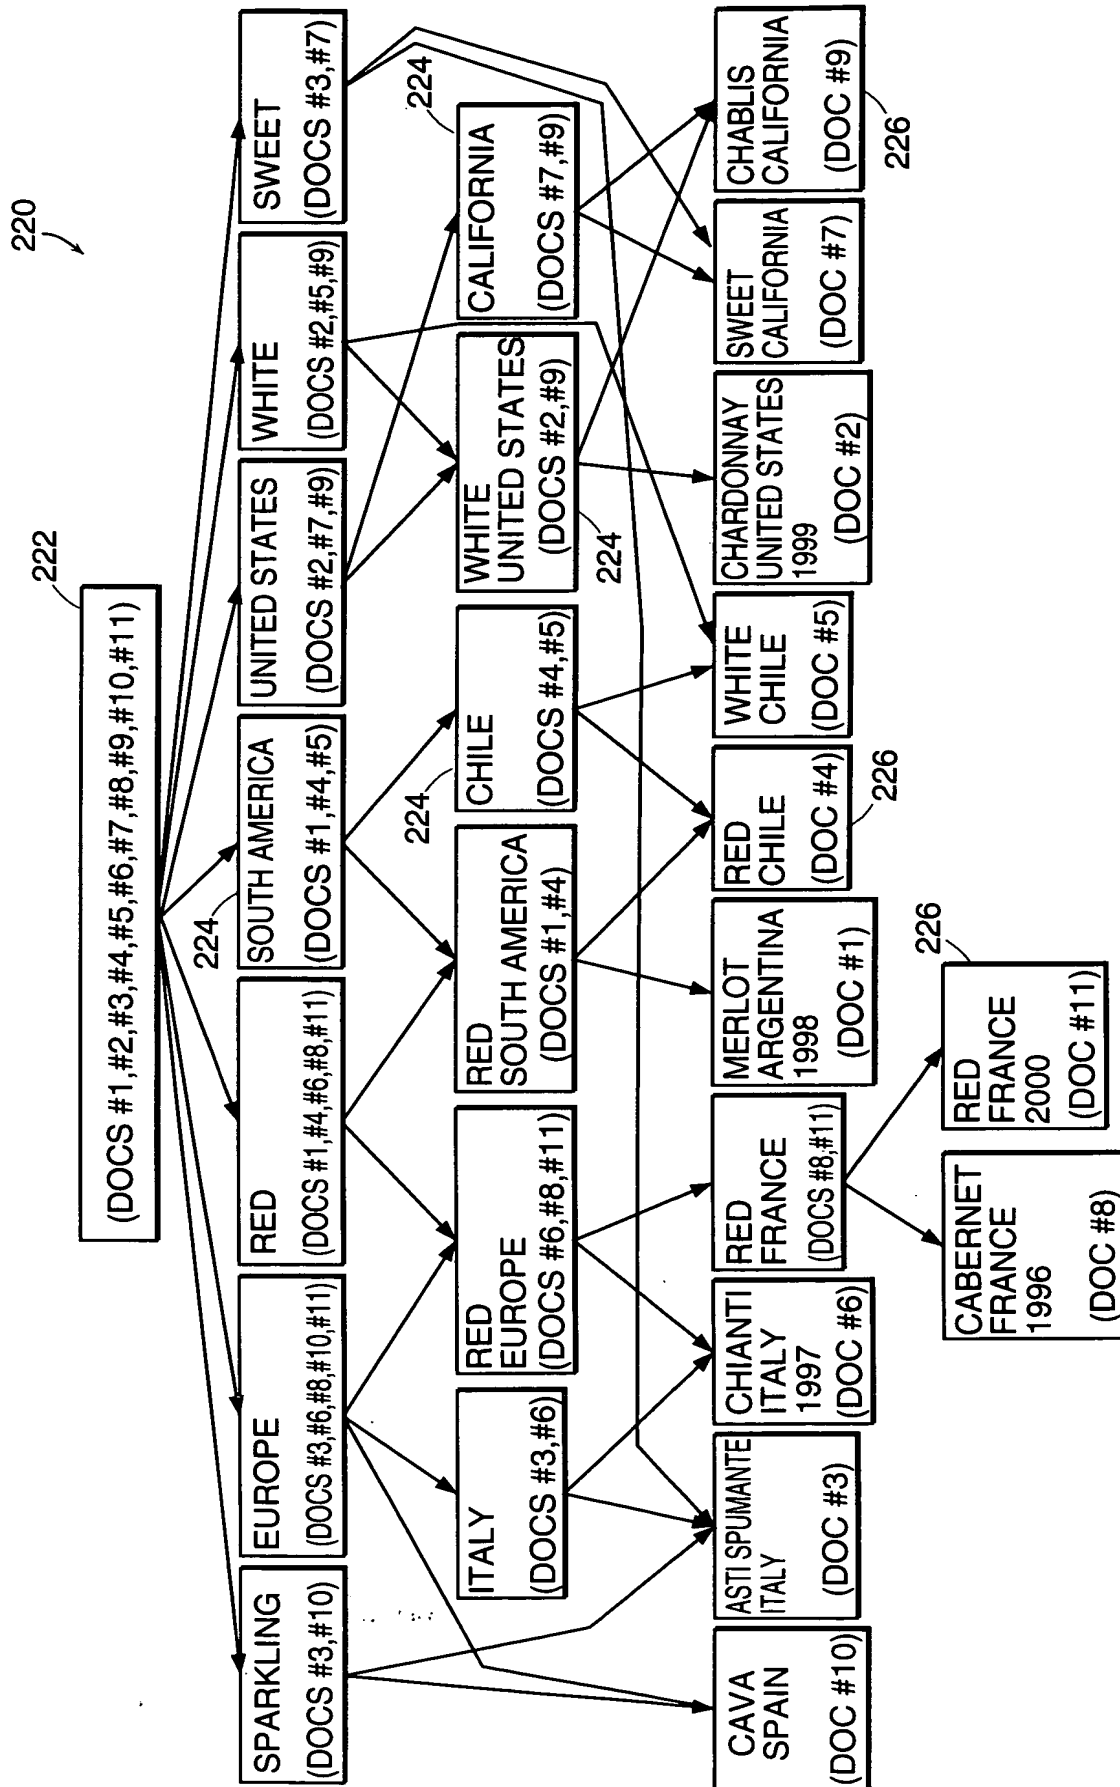 220
222
(DOCS #1,#2,#3,#4,#5,#6,#7,#8,#9,#10,#11)
SPARKLING
(DOCS #3,#10)
EUROPE
(DOCS #3,#6,#8,#10,#11)
RED
(DOCS #1,#4,#6,#8,#11)
224
SOUTH AMERICA
(DOCS #1,#4,#5)
UNITED STATES
(DOCS #2,#7,#9)
WHITE
(DOCS #2,#5,#9)
SWEET
(DOCS #3,#7)
ITALY
(DOCS #3,#6)
RED
EUROPE
(DOCS #6,#8,#11)
RED
SOUTH AMERICA
(DOCS #1,#4)
224
CHILE
(DOCS #4,#5)
WHITE
UNITED STATES
(DOCS #2,#9)
224
224
CALIFORNIA
(DOCS #7,#9)
CAVA
SPAIN
(DOC #10)
ASTI SPUMANTE
ITALY
(DOC #3)
CHIANTI
ITALY
1997
(DOC #6)
RED
FRANCE
(DOCS #8,#11)
MERLOT
ARGENTINA
1998
(DOC #1)
RED
CHILE
(DOC #4)
226
WHITE
CHILE
(DOC #5)
CHARDONNAY
UNITED STATES
1999
(DOC #2)
SWEET
CALIFORNIA
(DOC #7)
CHABLIS
CALIFORNIA
(DOC #9)
226
CABERNET
FRANCE
1996
(DOC #8)
226
RED
FRANCE
2000
(DOC #11)